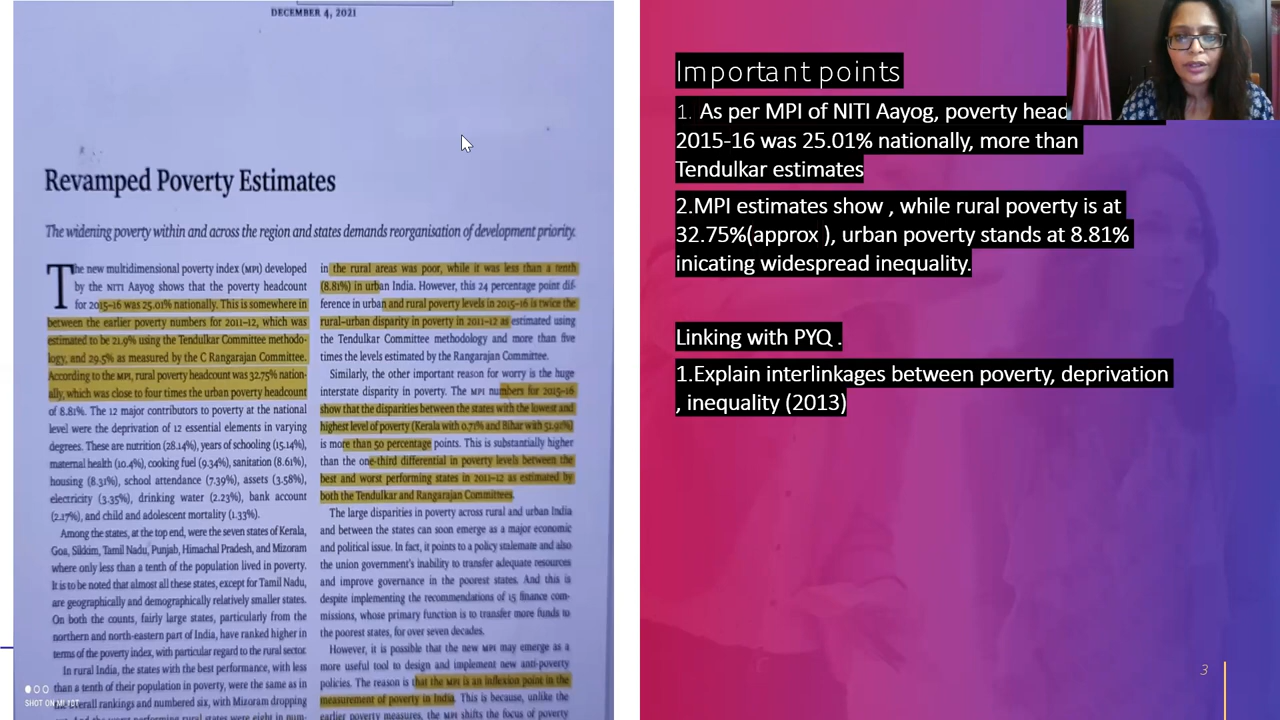 DECEMBER 4, 2021
Revamped Poverty Estimates
The widening poverty within and across the region and states demands reorganisation of development priority.
The new multidimensional poverty index (MPI) developed
by the NITI Aayog shows that the poverty headcount
for 2015–16 was 25.01% nationally. This is somewhere in
between the earlier poverty numbers for 2011–12, which was
estimated to be 21.9% using the Tendulkar Committee methodo-
logy, and 29.5% as measured by the C Rangarajan Committee.
According to the MPI, rural poverty headcount was 32.75% nation-
ally, which was close to four times the urban poverty headcount
of 8.81%. The 12 major contributors to poverty at the national
level were the deprivation of 12 essential elements in varying
degrees. These are nutrition (28.14%), years of schooling (15.14%),
maternal health (10.4%), cooking fuel (9.34%), sanitation (8.61%),
housing (8.31%), school attendance (7.39%), assets (3.58%),
electricity (3.35%), drinking water (2.23%), bank account
(2.17%), and child and adolescent mortality (1.33%).
Among the states, at the top end, were the seven states of Kerala,
Goa, Sikkim, Tamil Nadu, Punjab, Himachal Pradesh, and Mizoram
where only less than a tenth of the population lived in poverty.
It is to be noted that almost all these states, except for Tamil Nadu,
are geographically and demographically relatively smaller states.
On both the counts, fairly large states, particularly from the
northern and north-eastern part of India, have ranked higher in
terms of the poverty index, with particular regard to the rural sector.
In rural India, the states with the best performance, with less
than a tenth of their population in poverty, were the same as in
overall rankings and numbered six, with Mizoram dropping
in the rural areas was poor, while it was less than a tenth
(8.81%) in urban India. However, this 24 percentage point dif-
ference in urban and rural poverty levels in 2015–16 is twice the
rural–urban disparity in poverty in 2011–12 as estimated using
the Tendulkar Committee methodology and more than five
times the levels estimated by the Rangarajan Committee.
Similarly, the other important reason for worry is the huge
interstate disparity in poverty. The MPI numbers for 2015–16
show that the disparities between the states with the lowest and
highest level of poverty (Kerala with 0.71% and Bihar with 51.91%)
is more than 50 percentage points. This is substantially higher
than the one-third differential in poverty levels between the
best and worst performing states in 2011–12 as estimated by
both the Tendulkar and Rangarajan Committees.
The large disparities in poverty across rural and urban India
and between the states can soon emerge as a major economic
and political issue. In fact, it points to a policy stalemate and also
the union government's inability to transfer adequate resources
and improve governance in the poorest states. And this is
despite implementing the recommendations of 15 finance com-
missions, whose primary function is to transfer more funds to
the poorest states, for over seven decades.
However, it is possible that the new MPI may emerge as a
more useful tool to design and implement new anti-poverty
policies. The reason is that the MPI is an inflexion point in the
measurement of poverty in India. This is because, unlike the
earlier poverty measures, the MPI shifts the focus of poverty
SHOT ON MI 10T
Important points
1. As per MPI of NITI Aayog, poverty head
2015-16 was 25.01% nationally, more than
Tendulkar estimates
2.MPI estimates show , while rural poverty is at
32.75%(approx ), urban poverty stands at 8.81%
inicating widespread inequality.
Linking with PYQ .
1.Explain interlinkages between poverty, deprivation
, inequality (2013)
3